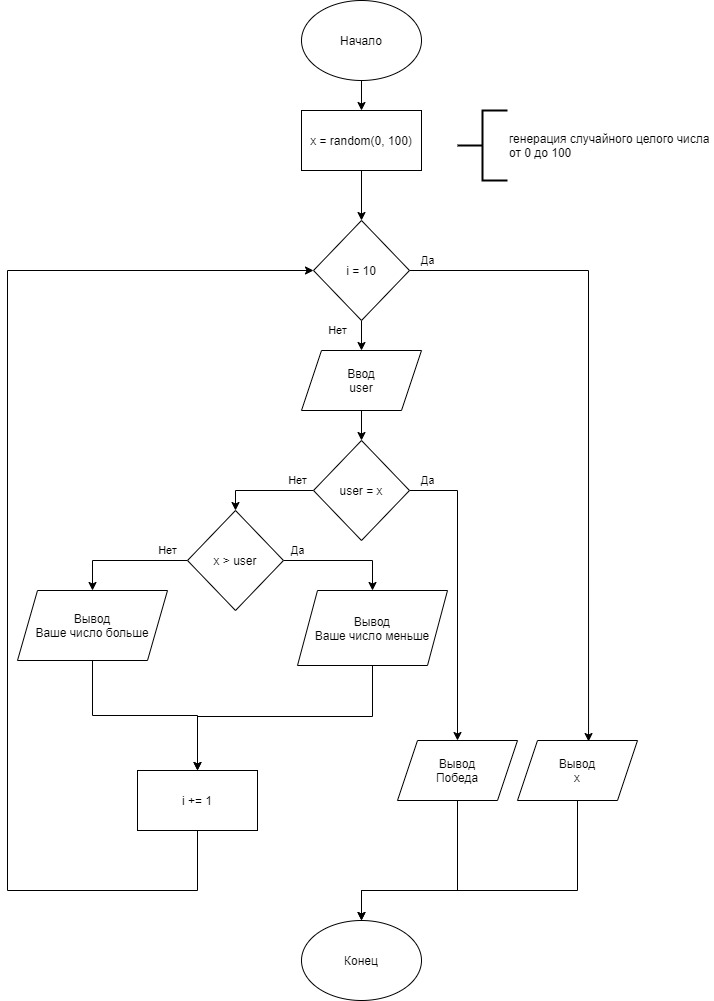 Начало
x = random(0, 100)
генерация случайного целого числа
от 0 до 100
i = 10
Да
Нет
Ввод
user
user = x
Нет
Да
x > user
Нет
Да
Вывод
Ваше число больше
Вывод
Ваше число меньше
Вывод
Победа
Вывод
x
i += 1
Конец